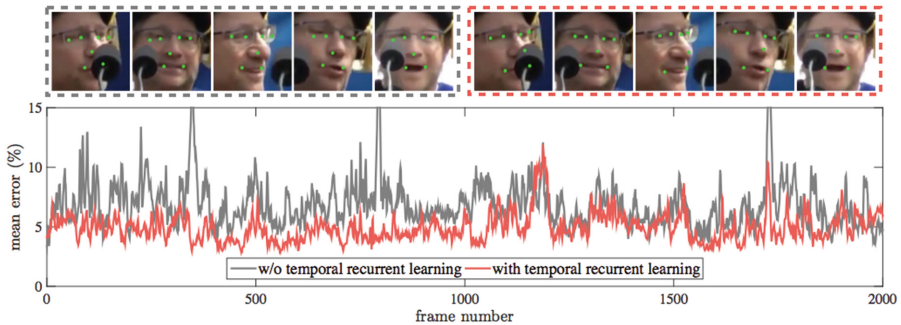 15
10
5
0
mean error (%)
w/o temporal recurrent learning
with temporal recurrent learning
0
500
1000
1500
2000
frame number